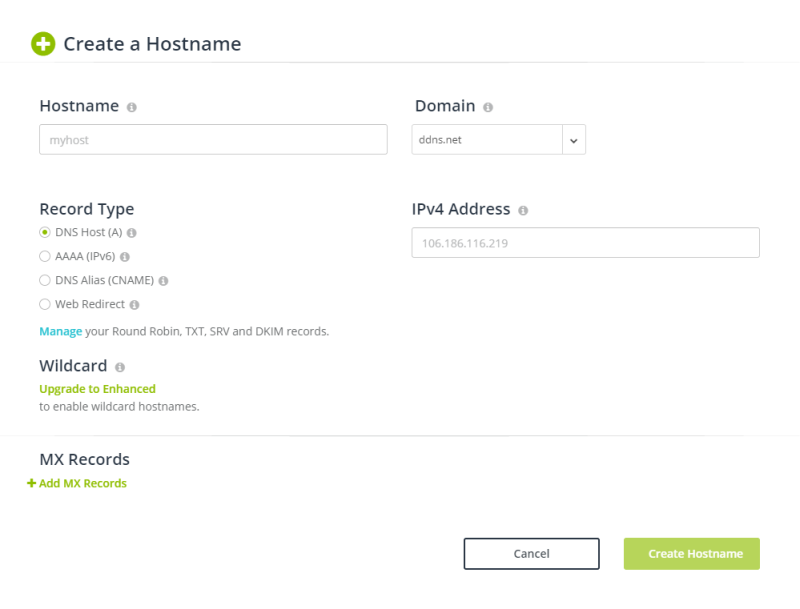 Create a Hostname
Hostname
Domain
myhost
ddns.net
Record Type
IPv4 Address
DNS Host (A)
106.186.116.219
AAAA (IPv6)
DNS Alias (CNAME)
Web Redirect
Manage your Round Robin, TXT, SRV and DKIM records.
Wildcard
Upgrade to Enhanced
to enable wildcard hostnames.
MX Records
+ Add MX Records
Cancel
Create Hostname